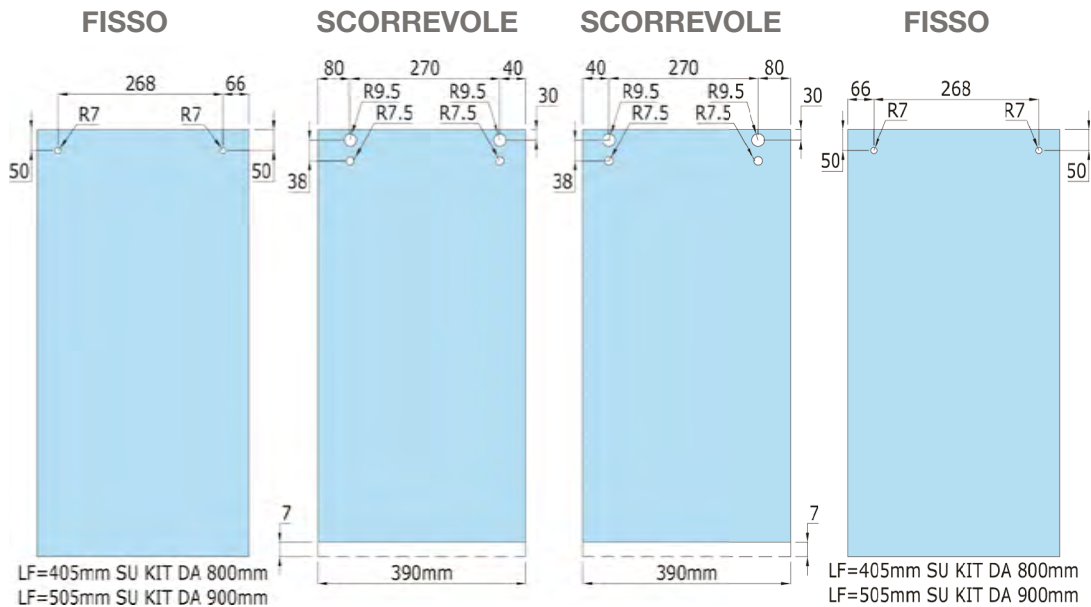 FISSO SCORREVOLE SCORREVOLE FISSO
80 270 40 40 270 80
268 66 66 268
R9.5 R9.5 30 R9.5 R9.5 30
R7 R7 R7.5 R7.5 R7.5 R7.5 R7 R7
50 50 38 38 50 50
7 7
LF=405mm SU KIT DA 800mm 390mm 390mm LF=405mm SU KIT DA 800mm
LF=505mm SU KIT DA 900mm LF=505mm SU KIT DA 900mm